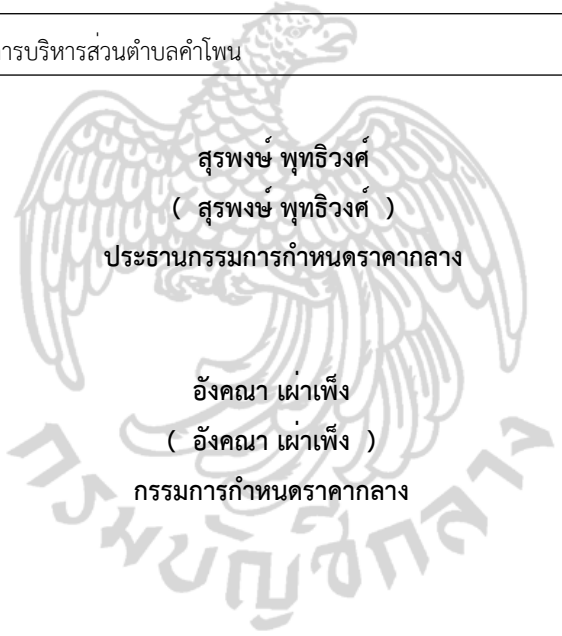 การบริหารส่วนตำบลคำโพน
สุรพงษ์ พุทธิวงศ์
( สุรพงษ์ พุทธิวงศ์ )
ประธานกรรมการกำหนดราคากลาง
อังคณา เผ่าเพ็ง
( อังคณา เผ่าเพ็ง )
กรรมการกำหนดราคากลาง
กรมบัญชีกลาง